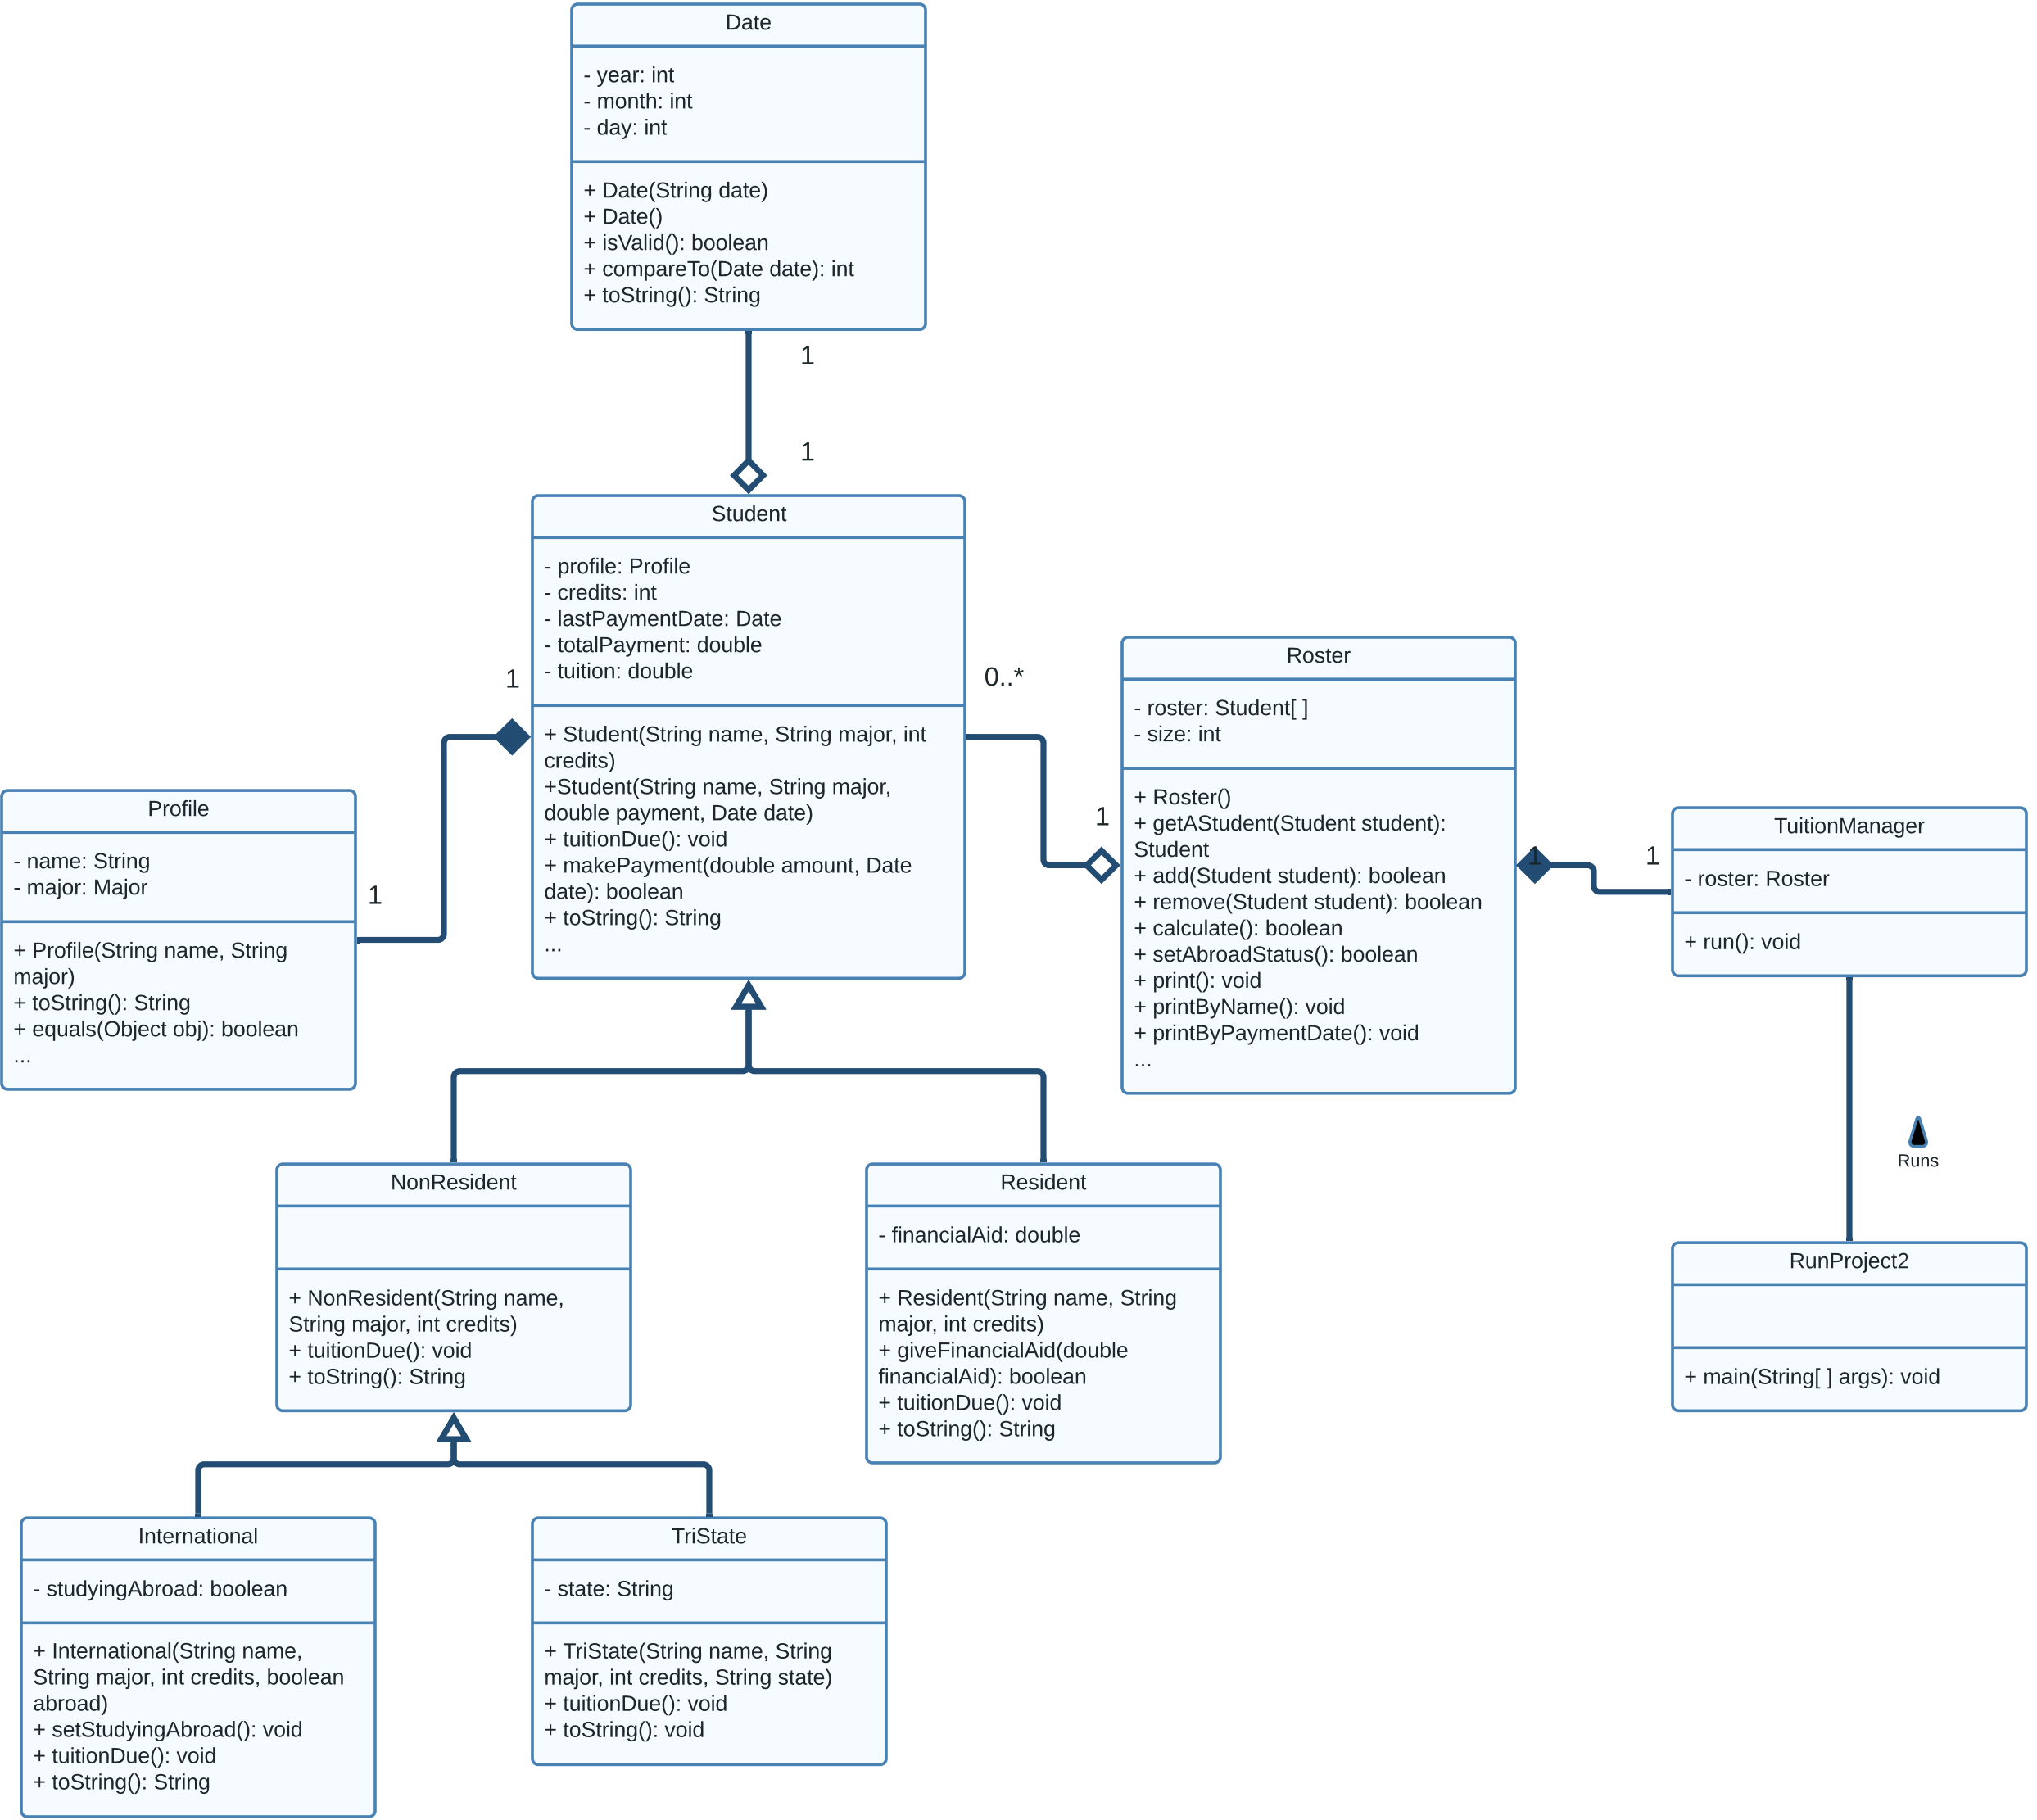 Date
- year: int
- month: int
- day: int
+ Date(String date)
+ Date()
+ isValid(): boolean
+ compareTo(Date date): int
+ toString(): String
1
1
Student
- profile: Profile
- credits: int
- lastPaymentDate: Date
- totalPayment: double
- tuition: double
+ Student(String name, String major, int
credits)
+Student(String name, String major,
double payment, Date date)
+ tuitionDue(): void
+ makePayment(double amount, Date
date): boolean
+ toString(): String
...
1
1
Profile
- name: String
- major: Major
+ Profile(String name, String
major)
+ toString(): String
+ equals(Object obj): boolean
...
0..*
1
Roster
- roster: Student[ ]
- size: int
+ Roster()
+ getAStudent(Student student):
Student
+ add(Student student): boolean
+ remove(Student student): boolean
+ calculate(): boolean
+ setAbroadStatus(): boolean
+ print(): void
+ printByName(): void
+ printByPaymentDate(): void
...
1
1
TuitionManager
- roster: Roster
+ run(): void
Runs
RunProject2
+ main(String[ ] args): void
NonResident
+ NonResident(String name,
String major, int credits)
+ tuitionDue(): void
+ toString(): String
Resident
- financialAid: double
+ Resident(String name, String
major, int credits)
+ giveFinancialAid(double
financialAid): boolean
+ tuitionDue(): void
+ toString(): String
International
- studyingAbroad: boolean
+ International(String name,
String major, int credits, boolean
abroad)
+ setStudyingAbroad(): void
+ tuitionDue(): void
+ toString(): String
TriState
- state: String
+ TriState(String name, String
major, int credits, String state)
+ tuitionDue(): void
+ toString(): void